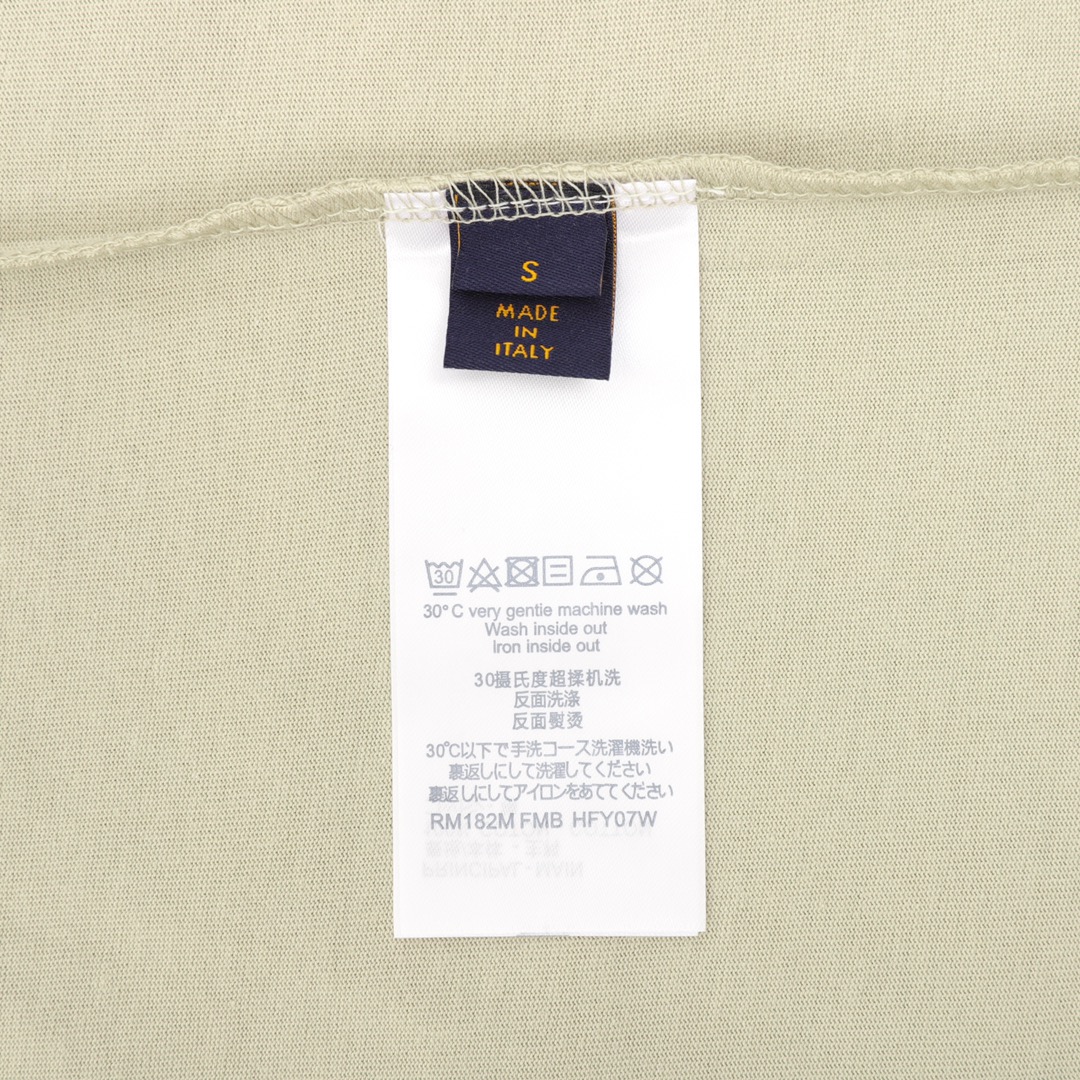 S
MADE
IN
ITALY
30
30°C very gentie machine wash
Wash inside out
Iron inside out
30摄氏度超揉机洗
反面洗涤
反面熨烫
30℃以下で手洗コース洗濯機洗い
裏返しにして洗濯してください
裏返しにしてアイロンをあててください
RM182M FMB HFY07W
PRINCIPAL-MAIN